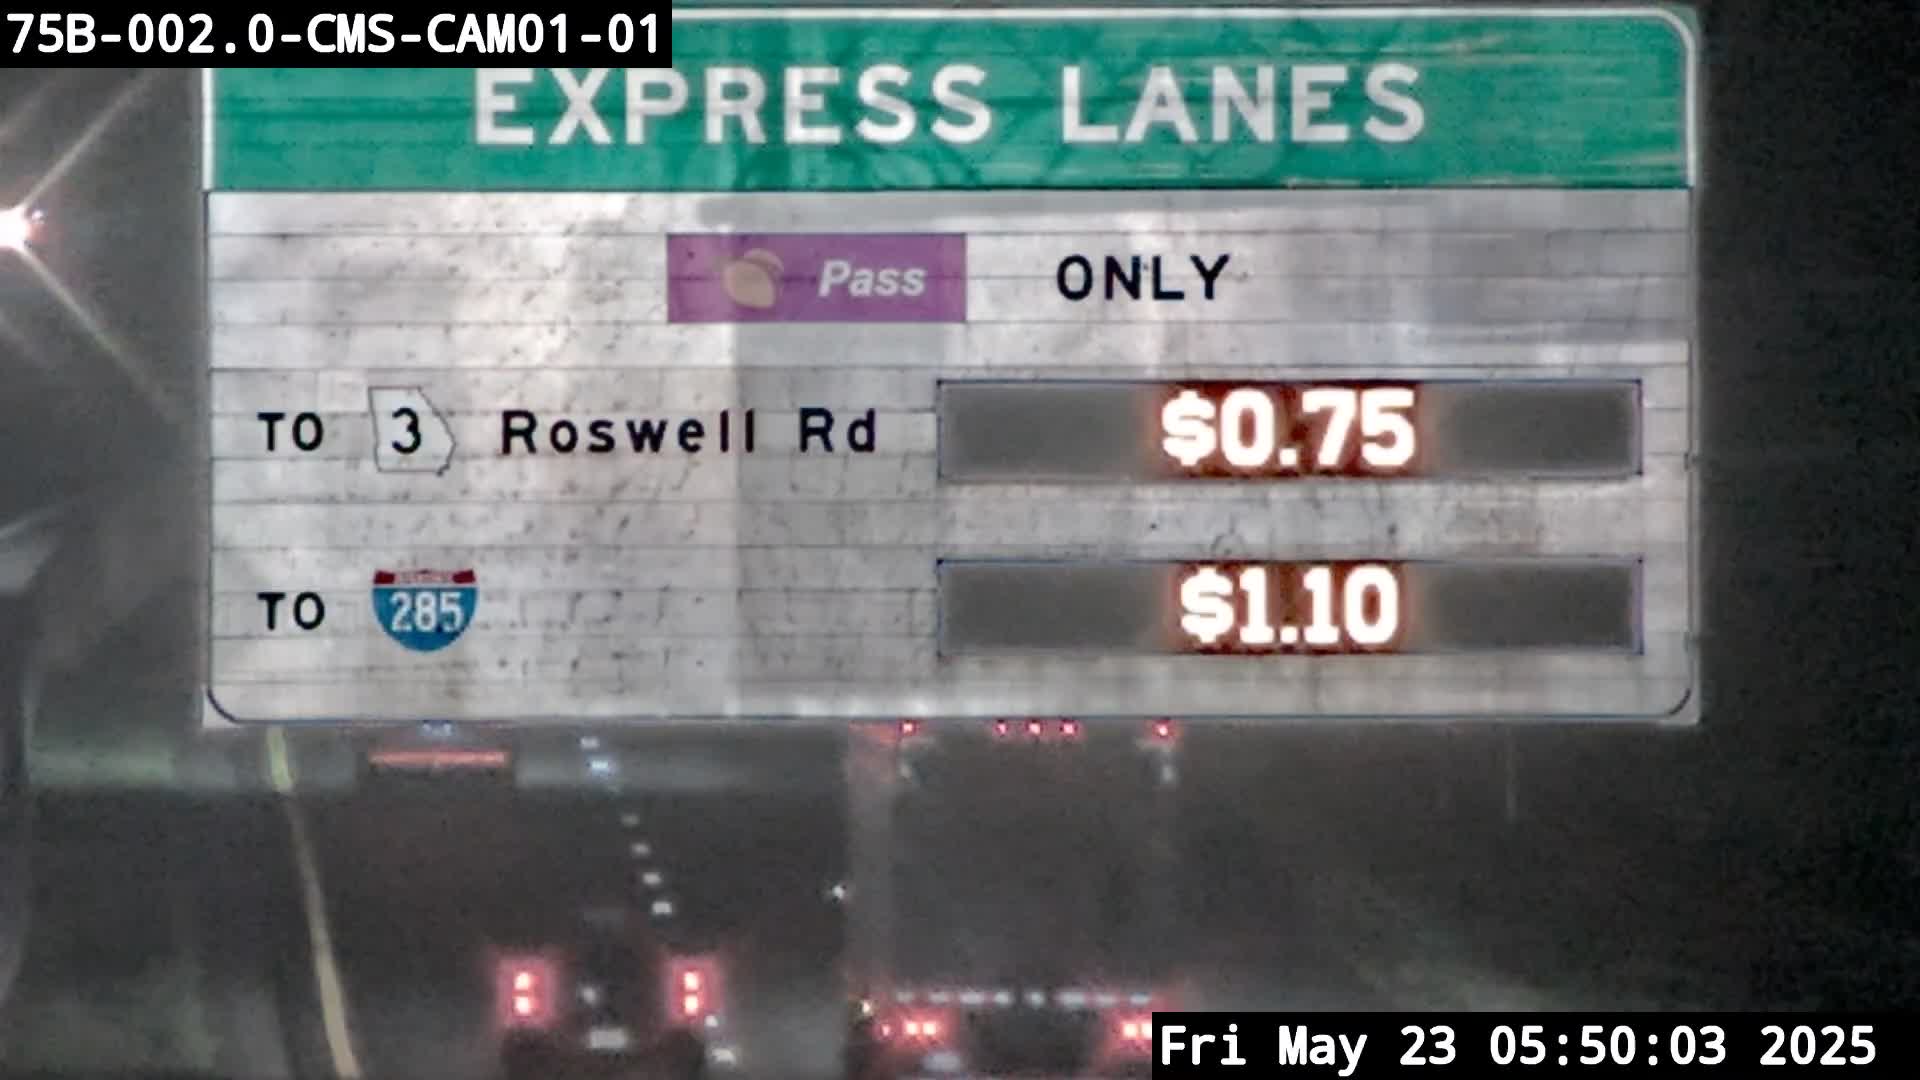 75B-002.0-CMS-CAM01-01
EXPRESS LANES
Pass ONLY
TO 3 Roswell Rd $0.75
TO 285 $1.10
Fri May 23 05:50:03 2025